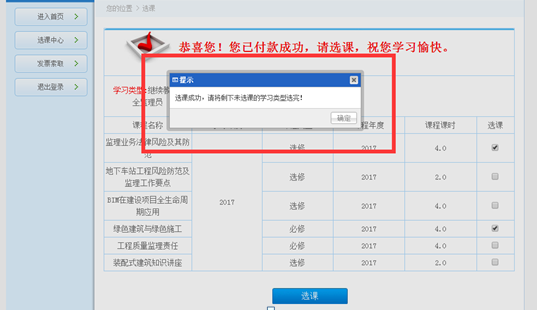 您的位置 > 选课
进入首页 >
选课中心 >
发票索取 >
退出登录 >
恭喜您！您已付款成功，请选课，祝您学习愉快。
学习类型：继续教
全监理员
提示
选课成功，请将剩下未选课的学习类型选完！
确定
课程名称 程年度 课程课时 选课
监理业务法律风险及其防范 选修 2017 4.0
地下车站工程风险防范及监理工作要点 选修 2017 2.0
BIM在建设项目全生命周期应用 2017 选修 2017 4.0
绿色建筑与绿色施工 必修 2017 4.0
工程质量监理责任 必修 2017 4.0
装配式建筑知识讲座 选修 2017 2.0
选课